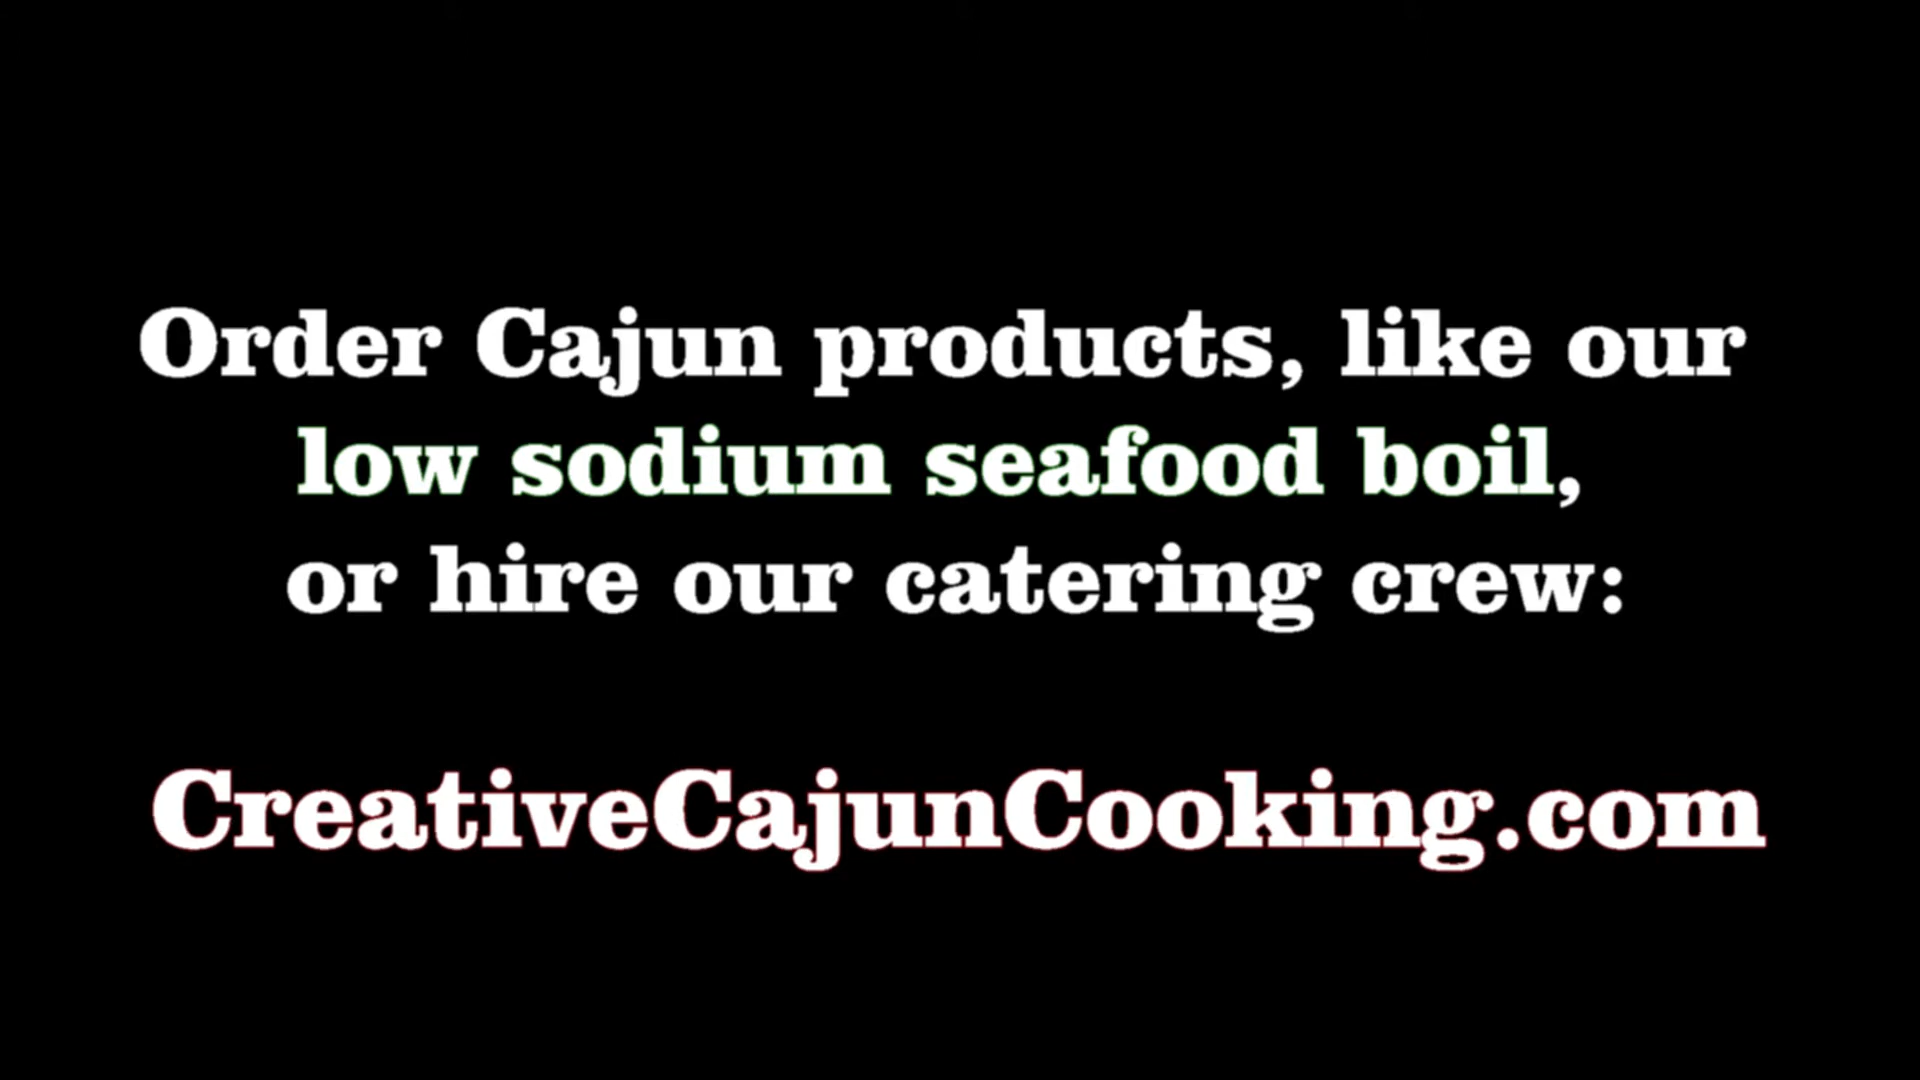 Order Cajun products, like our
low sodium seafood boil,
or hire our catering crew:
CreativeCajunCooking.com